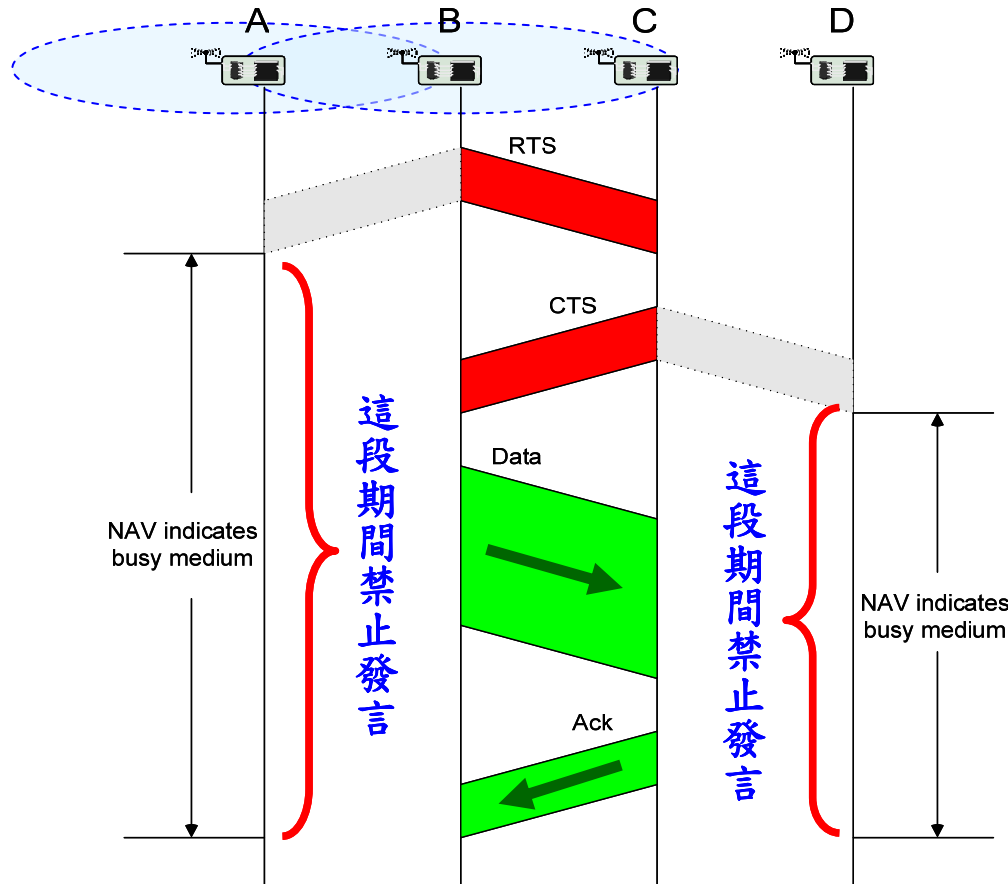 A B C D
RTS
CTS
Data
Ack
NAV indicates
busy medium
這段期間禁止發言
這段期間禁止發言
NAV indicates
busy medium